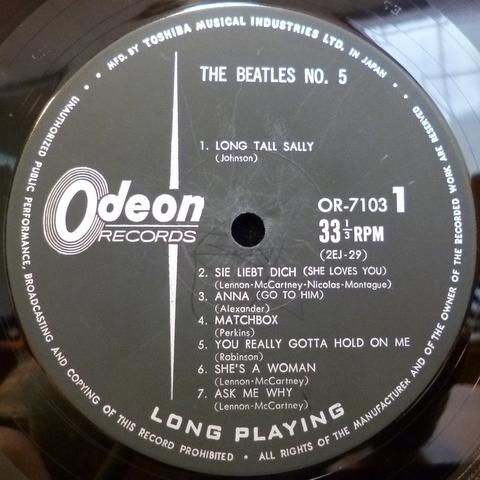 • MFD. BY TOSHIBA MUSICAL INDUSTRIES LTD. IN JAPAN •
THE BEATLES NO. 5
1. LONG TALL SALLY
(Johnson)
Odeon
RECORDS
OR-7103 1
33 1/3 RPM
(2EJ-29)
2. SIE LIEBT DICH (SHE LOVES YOU)
(Lennon-McCartney-Nicolas-Montague)
3. ANNA (GO TO HIM)
(Alexander)
4. MATCHBOX
(Perkins)
5. YOU REALLY GOTTA HOLD ON ME
(Robinson)
6. SHE'S A WOMAN
(Lennon-McCartney)
7. ASK ME WHY
(Lennon-McCartney)
LONG PLAYING
UNAUTHORIZED PUBLIC PERFORMANCE, BROADCASTING AND COPYING OF THIS RECORD PROHIBITED • ALL RIGHTS OF THE MANUFACTURER AND OF THE OWNER OF THE RECORDED WORK ARE RESERVED